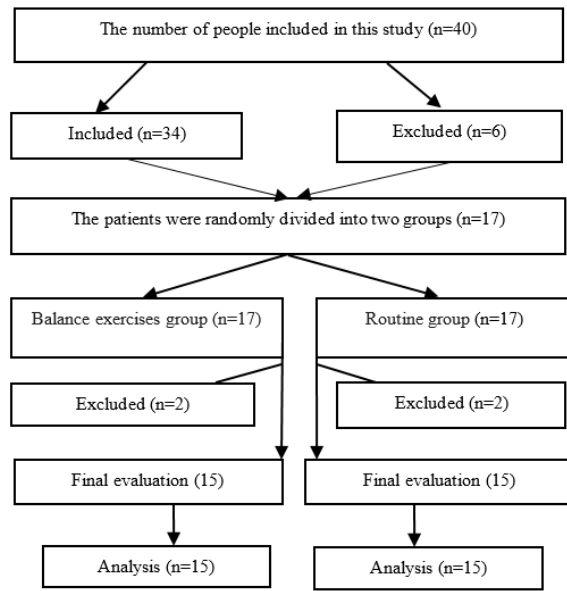 The number of people included in this study (n=40)
Included (n=34)
Excluded (n=6)
The patients were randomly divided into two groups (n=17)
Balance exercises group (n=17)
Routine group (n=17)
Excluded (n=2)
Excluded (n=2)
Final evaluation (15)
Final evaluation (15)
Analysis (n=15)
Analysis (n=15)